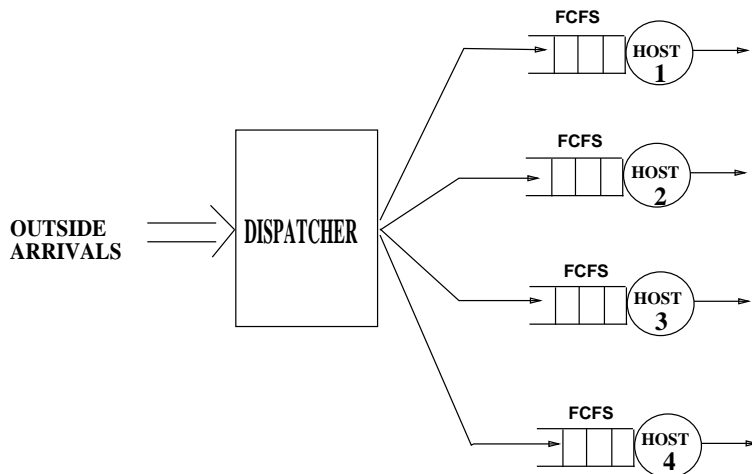 FCFS
HOST
1
FCFS
HOST
2
OUTSIDE
ARRIVALS
DISPATCHER
FCFS
HOST
3
FCFS
HOST
4